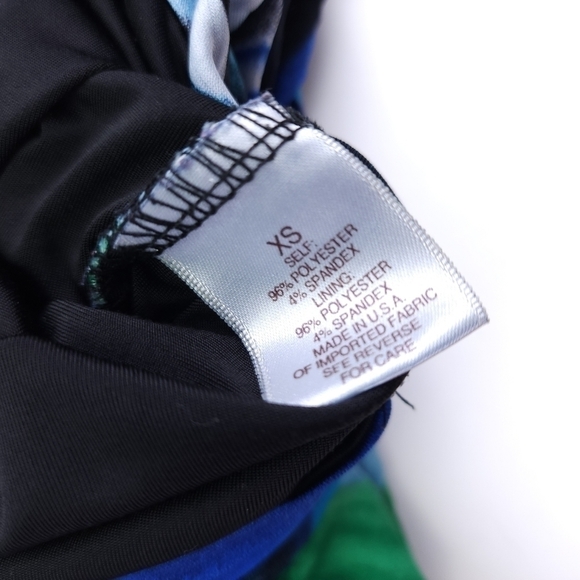 XS
SELF:
96% POLYESTER
4% SPANDEX
LINING:
96% POLYESTER
4% SPANDEX
MADE IN U.S.A.
OF IMPORTED FABRIC
SEE REVERSE
FOR CARE